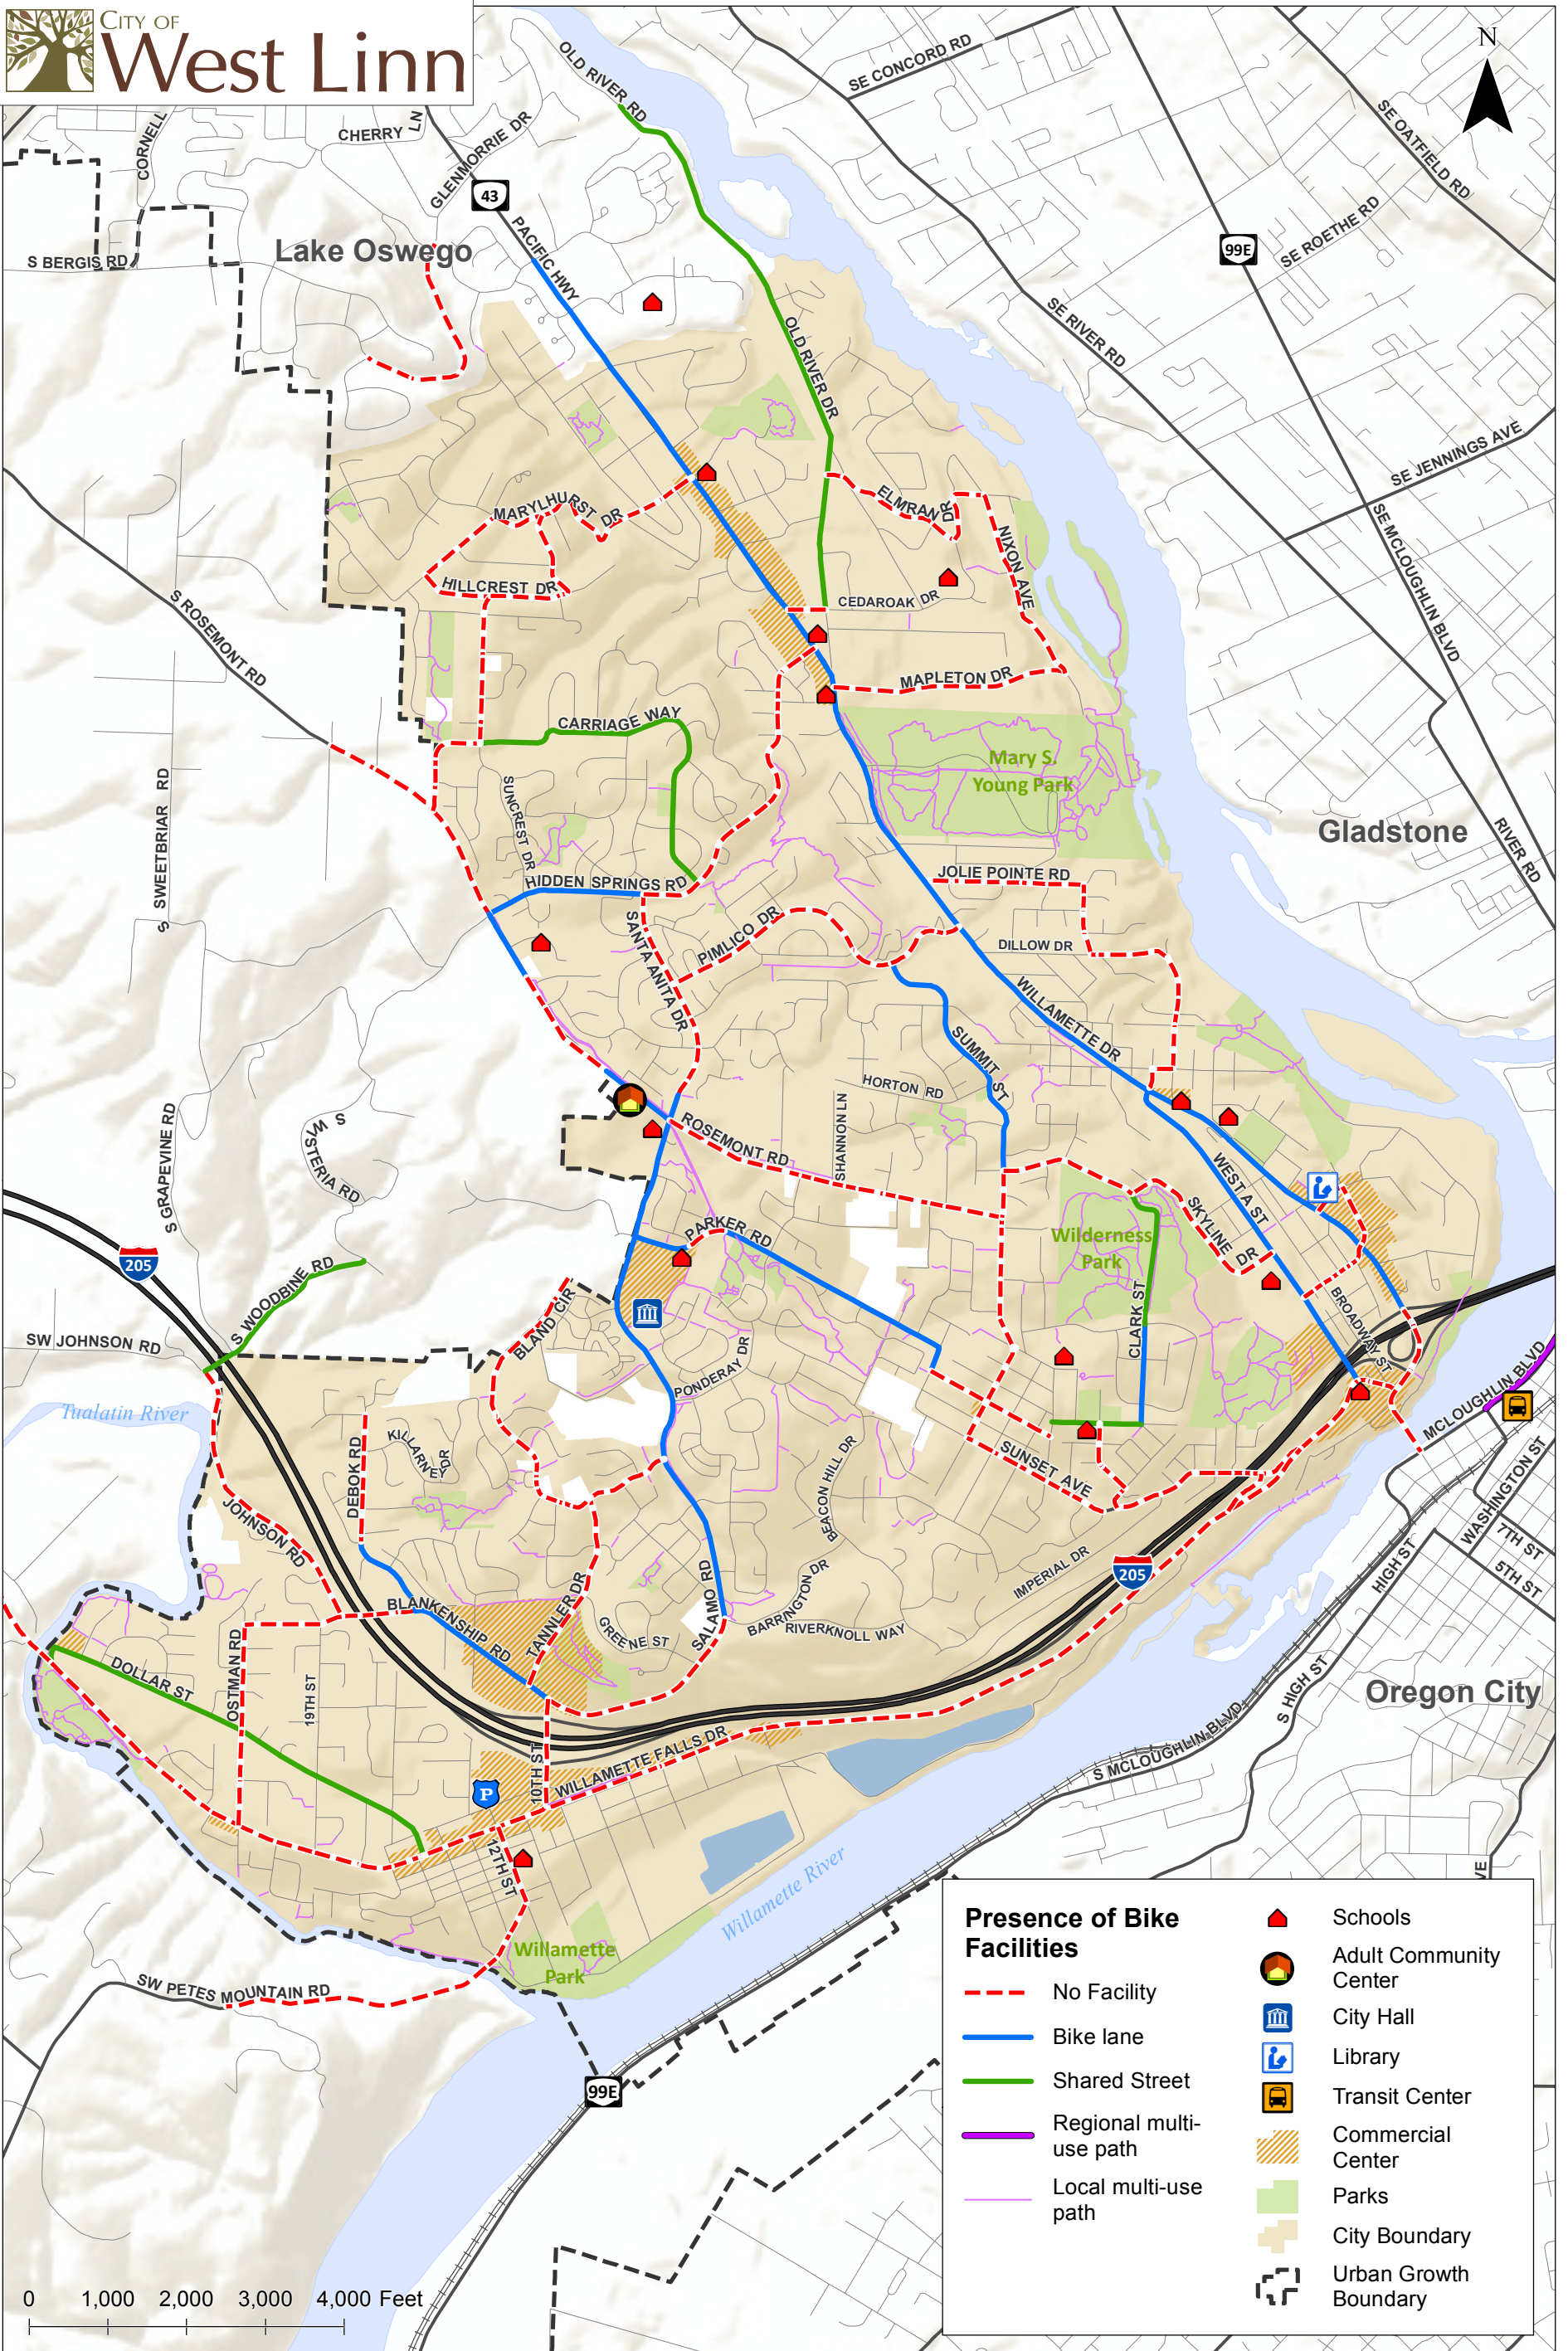 CITY OF
West Linn
N
OLD RIVER RD
SE CONCORD RD
SE OATFIELD RD
CHERRY LN
CORNELL
GLENMORRIE DR
43
PACIFIC HWY
99E
SE ROETHE RD
Lake Oswego
S BERGIS RD
SE RIVER RD
OLD RIVER DR
SE JENNINGS AVE
MARYLHURST DR
ELMRAN DR
NIXON AVE
SE MCLOUGHLIN BLVD
HILLCREST DR
CEDAROAK DR
S ROSEMONT RD
MAPLETON DR
CARRIAGE WAY
Mary S.
Young Park
SUNCREST DR
S SWEETBRIAR RD
Gladstone
RIVER RD
HIDDEN SPRINGS RD
JOLIE POINTE RD
SANTA ANITA DR
PIMLICO DR
DILLOW DR
WILLAMETTE DR
SUMMIT ST
HORTON RD
S GRAPEVINE RD
S WISTERIA RD
ROSEMONT RD
SHANNON LN
WEST A ST
PARKER RD
SKYLINE DR
Wilderness
Park
205
S WOODBINE RD
CLARK ST
BROADWAY ST
SW JOHNSON RD
BLAND CIR
PONDERAY DR
MCLOUGHLIN BLVD
Tualatin River
KILLARNEY DR
DEBOK RD
BEACON HILL DR
SUNSET AVE
WASHINGTON ST
JOHNSON RD
7TH ST
5TH ST
HIGH ST
IMPERIAL DR
205
BLANKENSHIP RD
TANNLER DR
GREENE ST
SALAMO RD
BARRINGTON DR
RIVERKNOLL WAY
DOLLAR ST
OSTMAN RD
19TH ST
S HIGH ST
Oregon City
10TH ST
WILLAMETTE FALLS DR
S MCLOUGHLIN BLVD
P
12TH ST
Willamette River
VE
Willamette
Park
SW PETES MOUNTAIN RD
99E
Presence of Bike
Facilities
No Facility
Bike lane
Shared Street
Regional multi-
use path
Local multi-use
path
Schools
Adult Community
Center
City Hall
Library
Transit Center
Commercial
Center
Parks
City Boundary
Urban Growth
Boundary
0 1,000 2,000 3,000 4,000 Feet